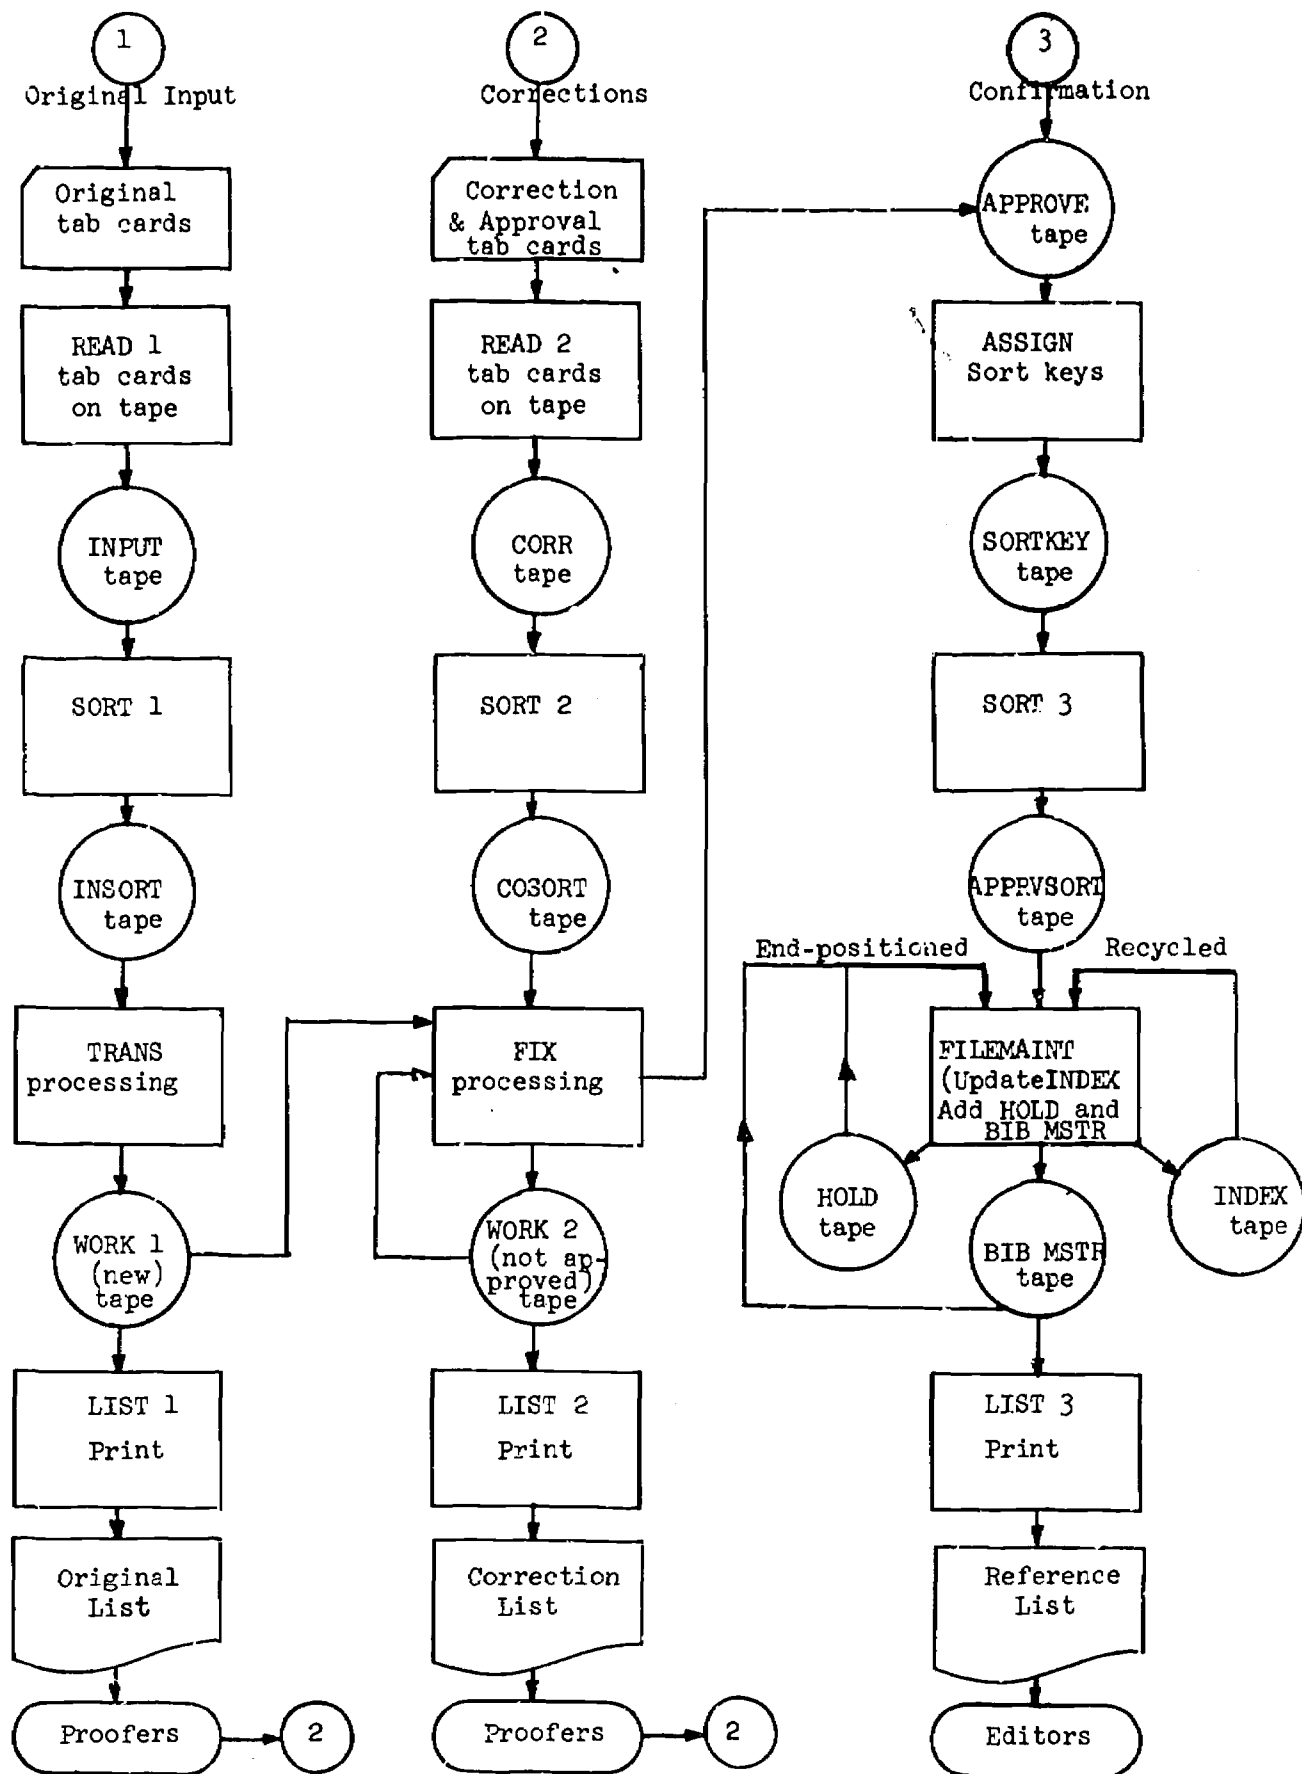 1
Original Input
Original
tab cards
READ 1
tab cards
on tape
INPUT
tape
SORT 1
INSORT
tape
TRANS
processing
WORK 1
(new)
tape
LIST 1
Print
Original
List
Proofers
2
2
Corrections
Correction
& Approval
tab cards
READ 2
tab cards
on tape
CORR
tape
SORT 2
COSORT
tape
FIX
processing
WORK 2
(not ap-
proved)
tape
LIST 2
Print
Correction
List
Proofers
2
3
Confirmation
APPROVE
tape
ASSIGN
Sort keys
SORTKEY
tape
SORT 3
APPRVSORT
tape
End-positioned
Recycled
FILEMAINT
(UpdateINDEX
Add HOLD and
BIB MSTR
HOLD
tape
BIB MSTR
tape
INDEX
tape
LIST 3
Print
Reference
List
Editors